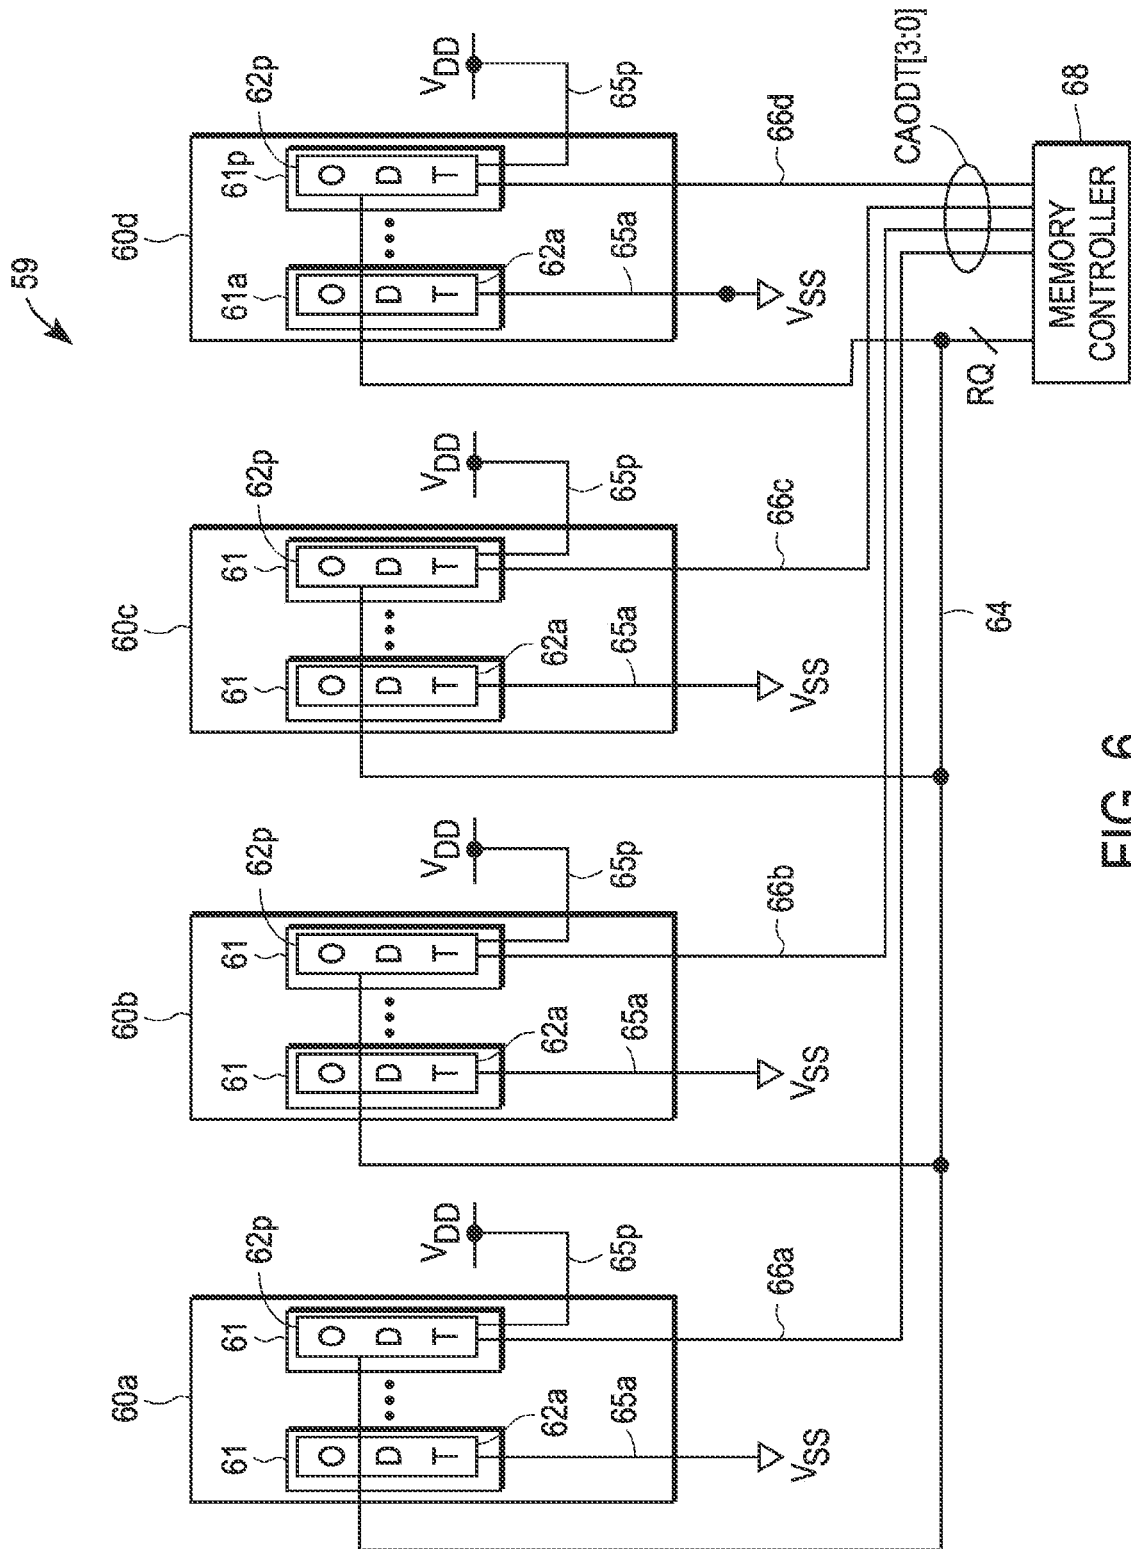 59
60a
61
61
62p
O D T
O D T
62a
65a
VSS
VDD
65p
66a
60b
61
61
62p
O D T
O D T
62a
65a
VSS
VDD
65p
66b
60c
61
61
62p
O D T
O D T
62a
65a
VSS
VDD
65p
66c
60d
61a
61p
62p
O D T
O D T
62a
65a
VSS
VDD
65p
66d
64
RQ
CAODT[3:0]
68
MEMORY
CONTROLLER
FIG. 6